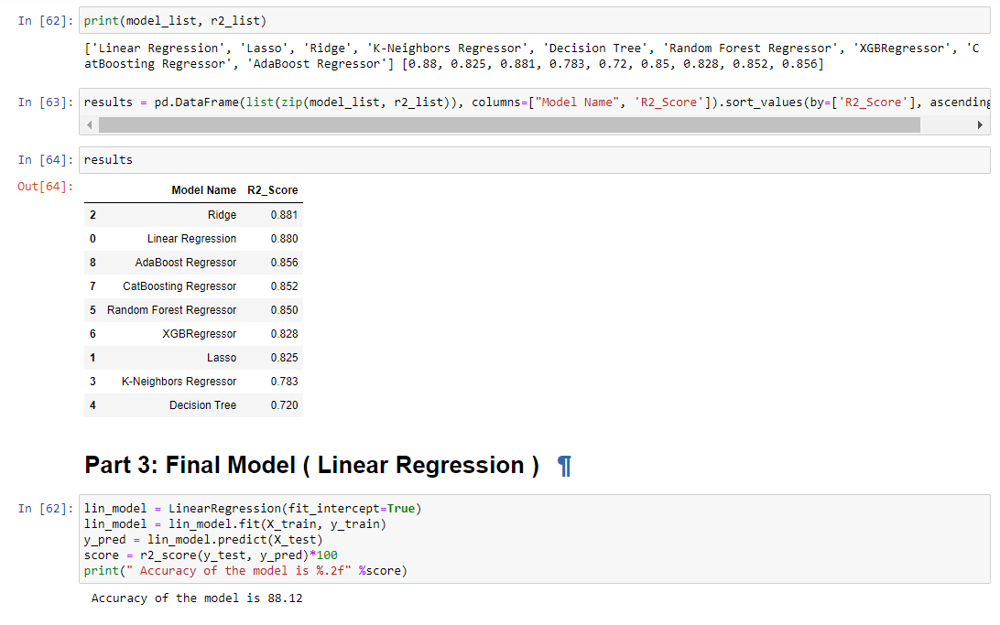 In [62]: print(model_list, r2_list)
['Linear Regression', 'Lasso', 'Ridge', 'K-Neighbors Regressor', 'Decision Tree', 'Random Forest Regressor', 'XGBRegressor', 'C
atBoosting Regressor', 'AdaBoost Regressor'] [0.88, 0.825, 0.881, 0.783, 0.72, 0.85, 0.828, 0.852, 0.856]
In [63]: results = pd.DataFrame(list(zip(model_list, r2_list)), columns=["Model Name", 'R2_Score']).sort_values(by=['R2_Score'], ascending
In [64]: results
Out[64]:
Model Name R2_Score
2 Ridge 0.881
0 Linear Regression 0.880
8 AdaBoost Regressor 0.856
7 CatBoosting Regressor 0.852
5 Random Forest Regressor 0.850
6 XGBRegressor 0.828
1 Lasso 0.825
3 K-Neighbors Regressor 0.783
4 Decision Tree 0.720
Part 3: Final Model ( Linear Regression ) ¶
In [62]: lin_model = LinearRegression(fit_intercept=True)
lin_model = lin_model.fit(X_train, y_train)
y_pred = lin_model.predict(X_test)
score = r2_score(y_test, y_pred)*100
print(" Accuracy of the model is %.2f" %score)
Accuracy of the model is 88.12